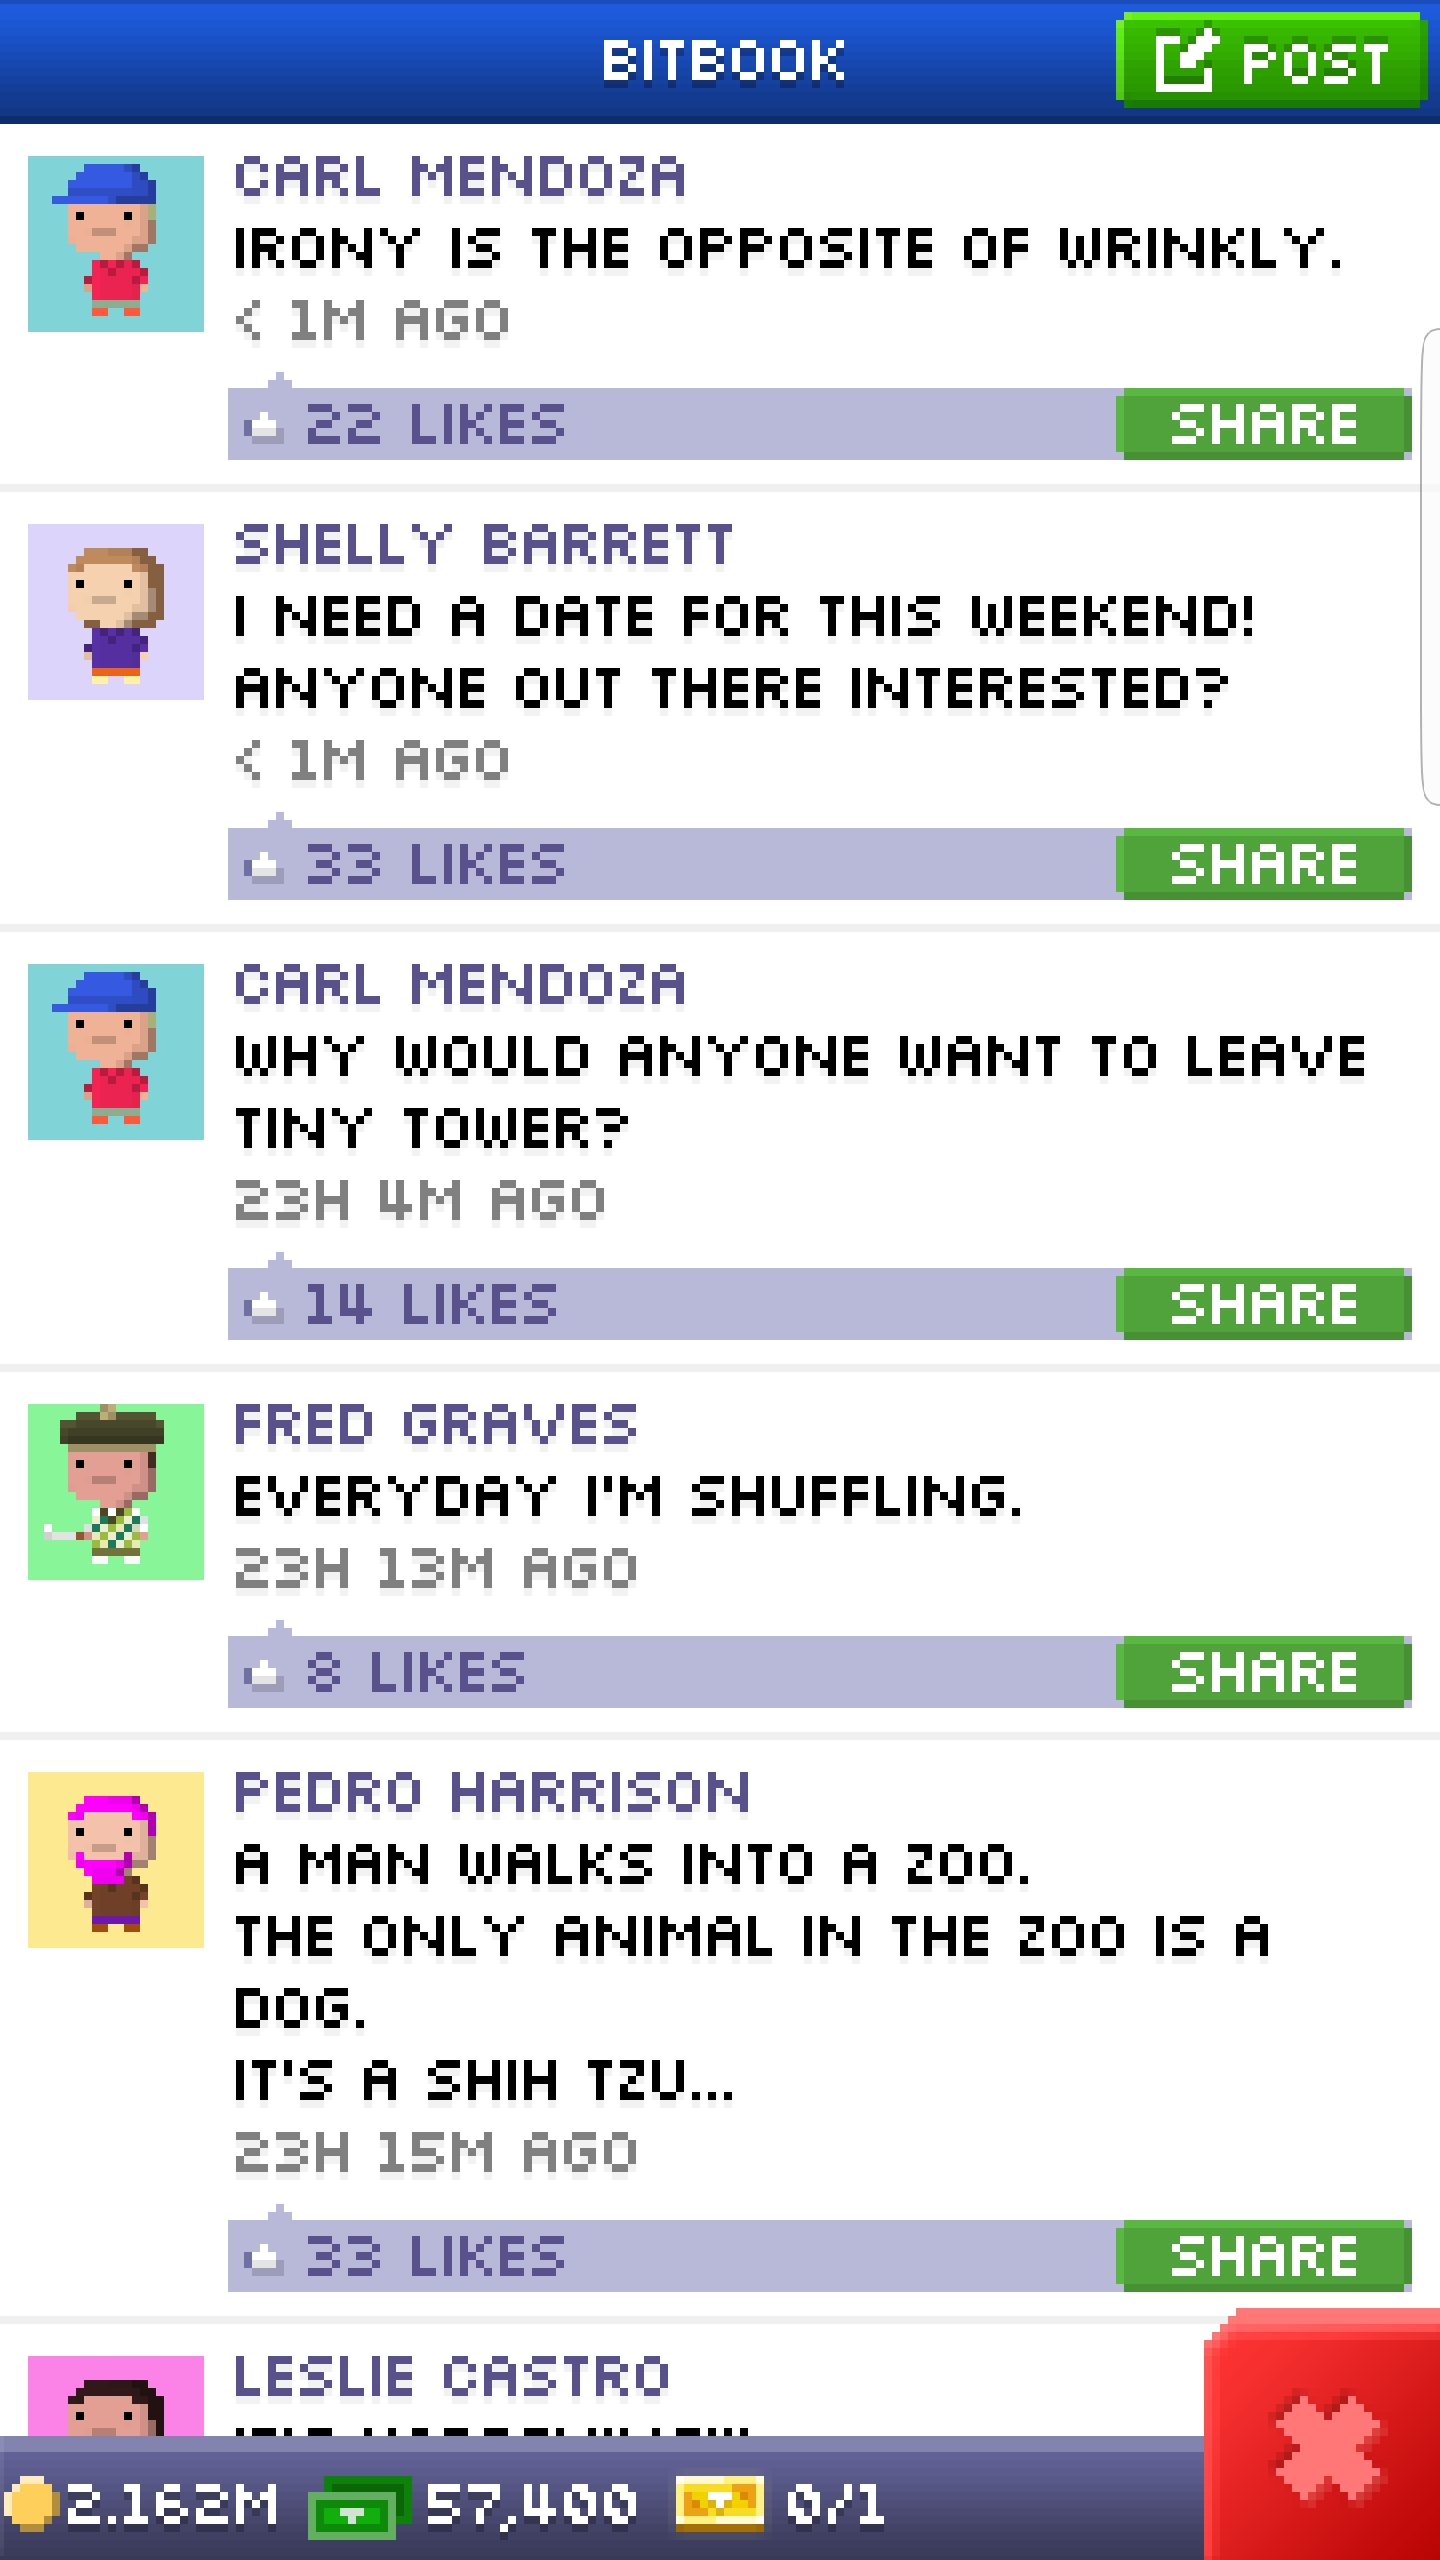 BITBOOK
POST
CARL MENDOZA
IRONY IS THE OPPOSITE OF WRINKLY.
< 1M AGO
22 LIKES
SHARE
SHELLY BARRETT
I NEED A DATE FOR THIS WEEKEND!
ANYONE OUT THERE INTERESTED?
< 1M AGO
33 LIKES
SHARE
CARL MENDOZA
WHY WOULD ANYONE WANT TO LEAVE
TINY TOWER?
23H 4M AGO
14 LIKES
SHARE
FRED GRAVES
EVERYDAY I'M SHUFFLING.
23H 13M AGO
8 LIKES
SHARE
PEDRO HARRISON
A MAN WALKS INTO A ZOO.
THE ONLY ANIMAL IN THE ZOO IS A
DOG.
IT'S A SHIH TZU...
23H 15M AGO
33 LIKES
SHARE
LESLIE CASTRO
2.162M 57,400 0/1